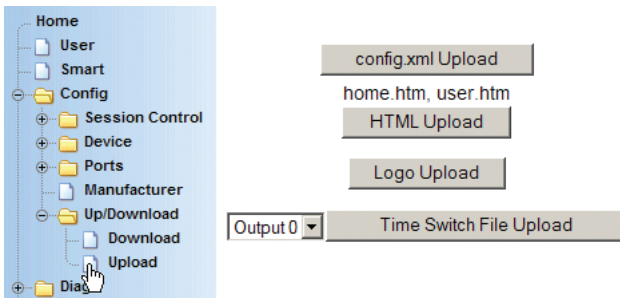 Home
User
Smart
Config
Session Control
Device
Ports
Manufacturer
Up/Download
Download
Upload
config.xml Upload
home.htm, user.htm
HTML Upload
Logo Upload
Output 0
Time Switch File Upload